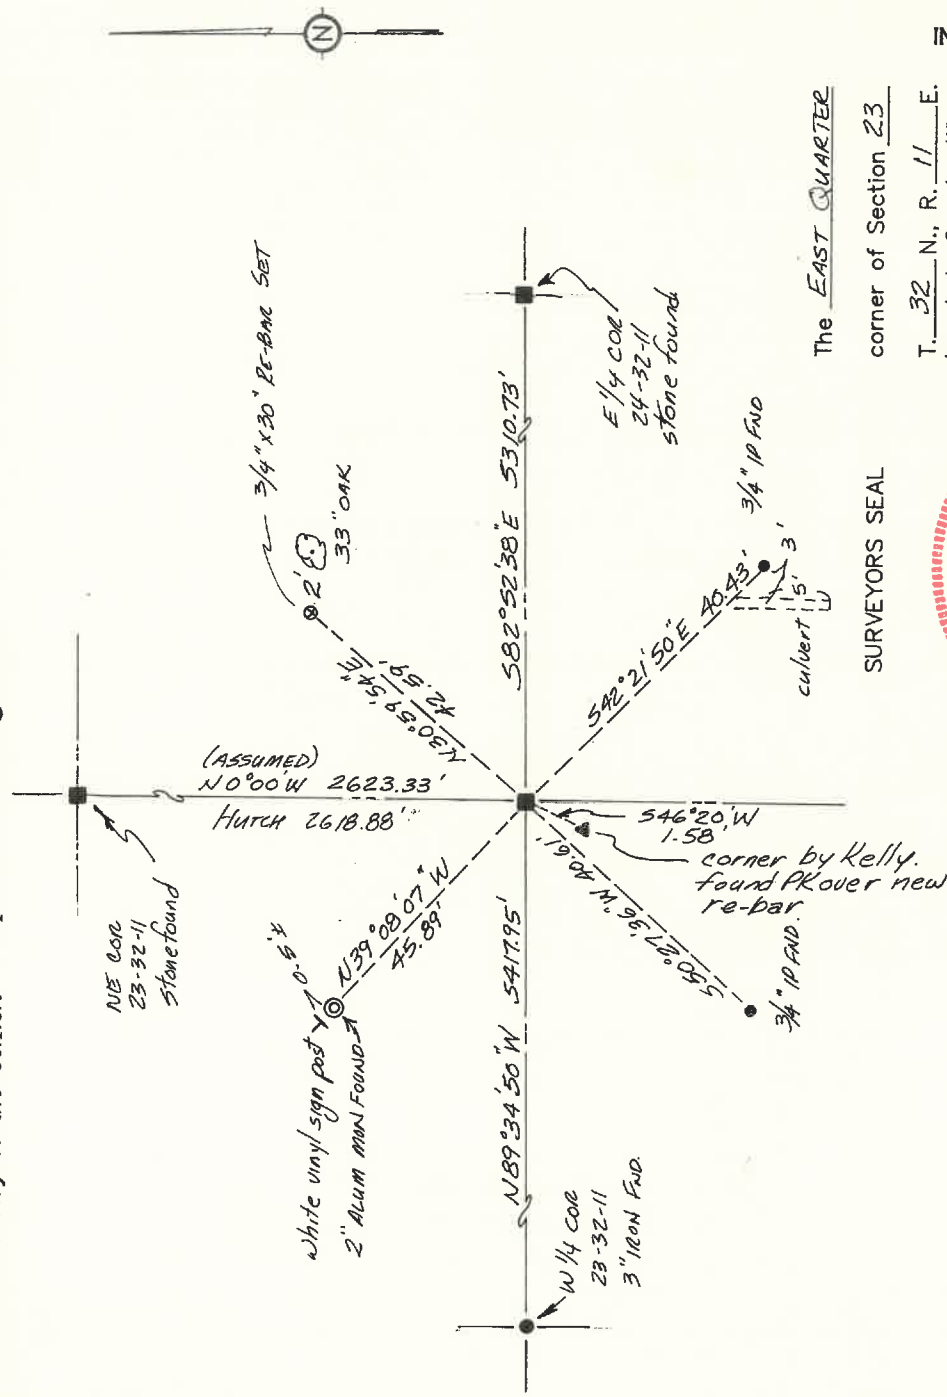 N
NE COR
23-32-11
stone found
(ASSUMED)
N 0°00' W 2623.33'
HUTCH 2618.88'
3/4" x 30" RE-BAR SET
2'
33" OAK
N30°59'54"E
42.59'
White vinyl sign post
0.5'±
2" ALUM MON FOUND
N39°08'07"W
45.89'
W 1/4 COR
23-32-11
3" IRON FND.
N89°34'50"W 5417.95'
S82°52'38"E 5310.73'
E 1/4 COR
24-32-11
stone found
S46°20'W
1.58'
corner by Kelly.
found PK over new
re-bar
S50°27'36"W 40.61'
3/4" IP FND.
S42°21'50"E 40.43'
3/4" IP FND
3'
5'
culvert
SURVEYORS SEAL
The EAST QUARTER
corner of Section 23
T. 32 N., R. 11 E.